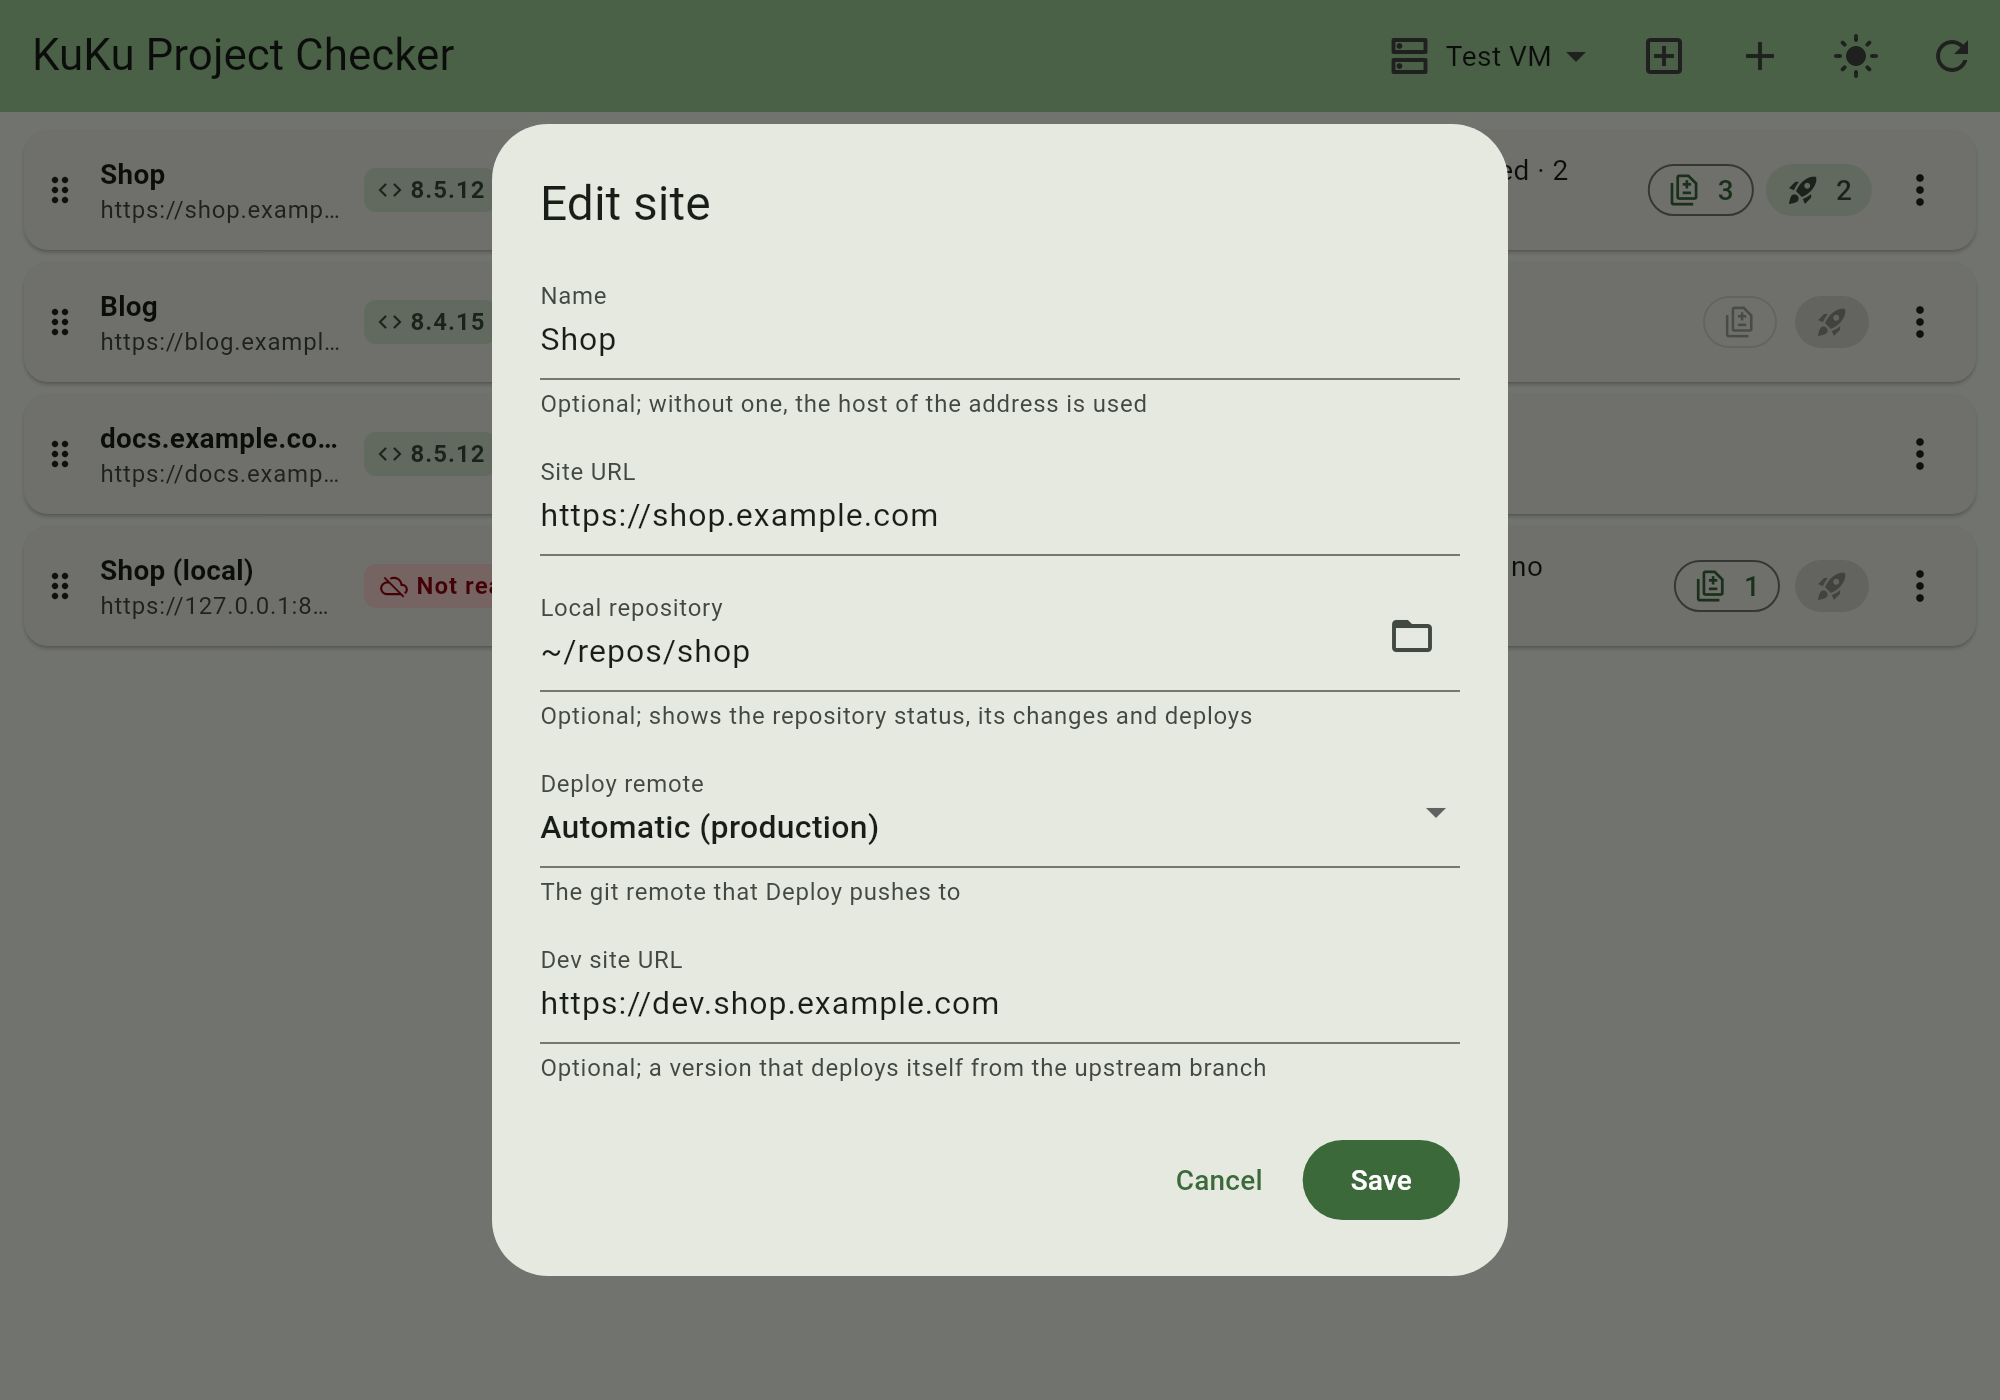 KuKu Project Checker
Test VM
Shop
https://shop.examp…
8.5.12
ed · 2
3
2
Blog
https://blog.exampl…
8.4.15
docs.example.co…
https://docs.examp…
8.5.12
Shop (local)
https://127.0.0.1:8…
Not rea
no
1
Edit site
Name
Shop
Optional; without one, the host of the address is used
Site URL
https://shop.example.com
Local repository
~/repos/shop
Optional; shows the repository status, its changes and deploys
Deploy remote
Automatic (production)
The git remote that Deploy pushes to
Dev site URL
https://dev.shop.example.com
Optional; a version that deploys itself from the upstream branch
Cancel
Save